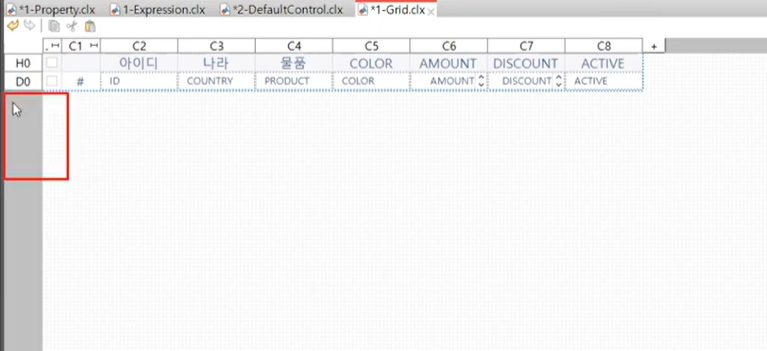 *1-Property.clx 1-Expression.clx *2-DefaultControl.clx *1-Grid.clx
C1 C2 C3 C4 C5 C6 C7 C8 +
H0 아이디 나라 물품 COLOR AMOUNT DISCOUNT ACTIVE
D0 # ID COUNTRY PRODUCT COLOR AMOUNT DISCOUNT ACTIVE